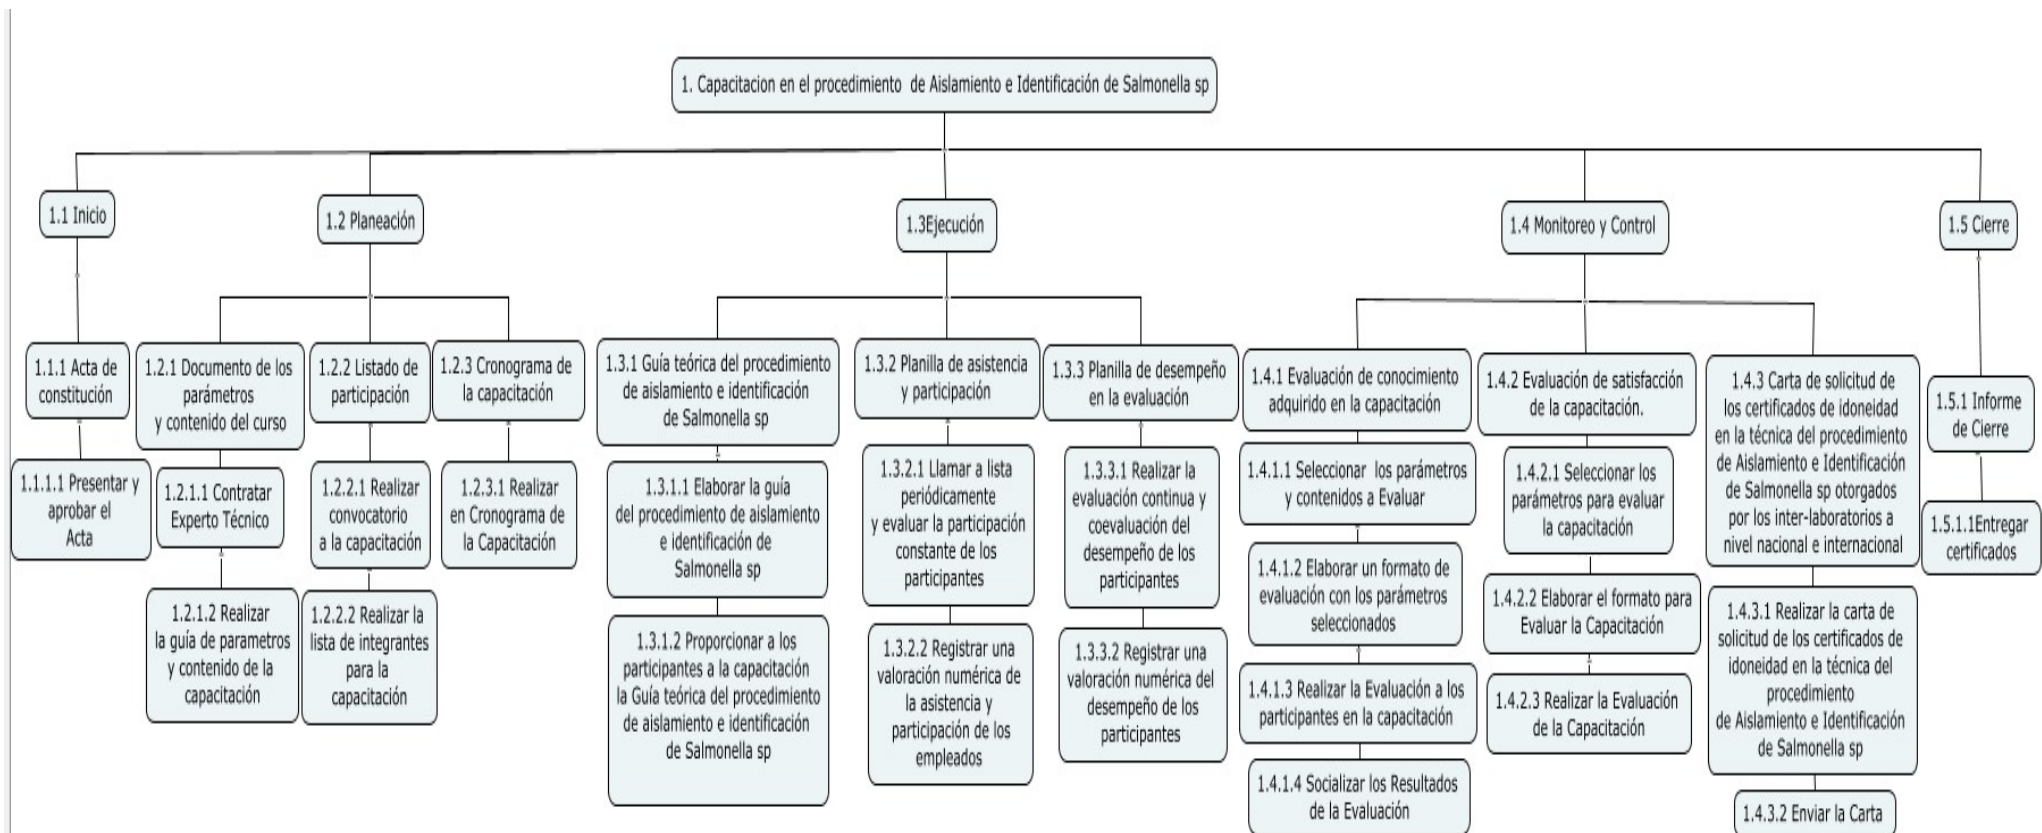 1. Capacitacion en el procedimiento  de Aislamiento e Identificación de Salmonella sp
1.1 Inicio
1.2 Planeación
1.3Ejecución
1.4 Monitoreo y Control
1.5 Cierre
1.1.1 Acta de
constitución
1.1.1.1 Presentar y
aprobar el
Acta
1.2.1 Documento de los
parámetros
y contenido del curso
1.2.1.1 Contratar
Experto Técnico
1.2.1.2 Realizar
la guía de parametros
y contenido de la
capacitación
1.2.2 Listado de
participación
1.2.2.1 Realizar
convocatorio
a la capacitación
1.2.2.2 Realizar la
lista de integrantes
para la
capacitación
1.2.3 Cronograma de
la capacitación
1.2.3.1 Realizar
en Cronograma de
la Capacitación
1.3.1 Guía teórica del procedimiento
de aislamiento e identificación
de Salmonella sp
1.3.1.1 Elaborar la guía
del procedimiento de aislamiento
e identificación de
Salmonella sp
1.3.1.2 Proporcionar a los
participantes a la capacitación
la Guía teórica del procedimiento
de aislamiento e identificación
de Salmonella sp
1.3.2 Planilla de asistencia
y participación
1.3.2.1 Llamar a lista
periódicamente
y evaluar la participación
constante de los
participantes
1.3.2.2 Registrar una
valoración numérica de
la asistencia y
participación de los
empleados
1.3.3 Planilla de desempeño
en la evaluación
1.3.3.1 Realizar la
evaluación continua y
coevaluación del
desempeño de los
participantes
1.3.3.2 Registrar una
valoración numérica del
desempeño de los
participantes
1.4.1 Evaluación de conocimiento
adquirido en la capacitación
1.4.1.1 Seleccionar  los parámetros
y contenidos a Evaluar
1.4.1.2 Elaborar un formato de
evaluación con los parámetros
seleccionados
1.4.1.3 Realizar la Evaluación a los
participantes en la capacitación
1.4.1.4 Socializar los Resultados
de la Evaluación
1.4.2 Evaluación de satisfacción
de la capacitación.
1.4.2.1 Seleccionar los
parámetros para evaluar
la capacitación
1.4.2.2 Elaborar el formato para
Evaluar la Capacitación
1.4.2.3 Realizar la Evaluación
de la Capacitación
1.4.3 Carta de solicitud de
los certificados de idoneidad
en la técnica del procedimiento
de Aislamiento e Identificación
de Salmonella sp otorgados
por los inter-laboratorios a
nivel nacional e internacional
1.4.3.1 Realizar la carta de
solicitud de los certificados de
idoneidad en la técnica del
procedimiento
de Aislamiento e Identificación
de Salmonella sp
1.4.3.2 Enviar la Carta
1.5.1 Informe
de Cierre
1.5.1.1Entregar
certificados